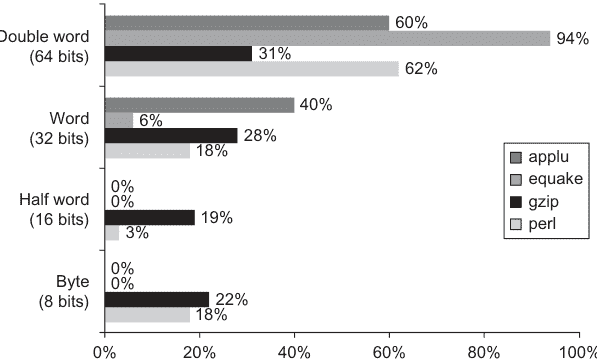 Double word
(64 bits)
60%
94%
31%
62%
Word
(32 bits)
40%
6%
28%
18%
Half word
(16 bits)
0%
0%
19%
3%
Byte
(8 bits)
0%
0%
22%
18%
applu
equake
gzip
perl
0%
20%
40%
60%
80%
100%